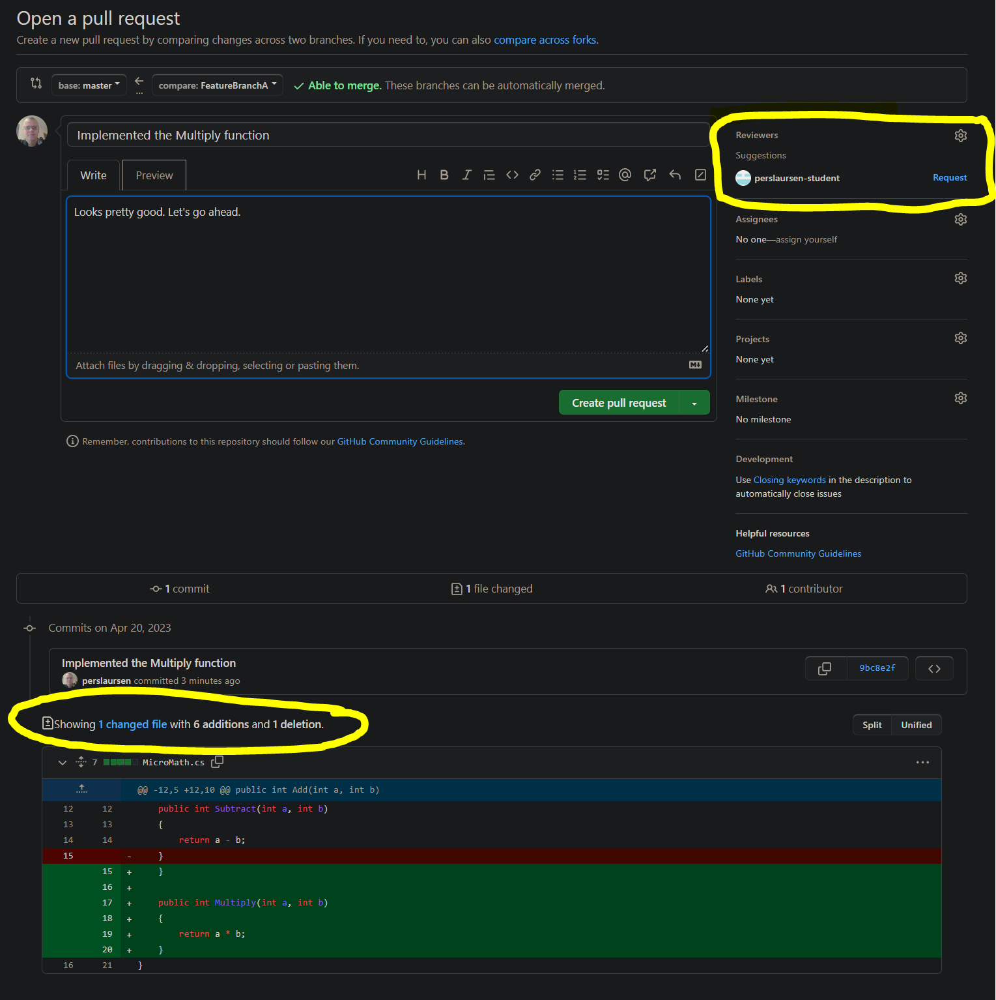 Open a pull request
Create a new pull request by comparing changes across two branches. If you need to, you can also compare across forks.
base: master
compare: FeatureBranchA
Able to merge. These branches can be automatically merged.
Implemented the Multiply function
Write
Preview
H B I
Looks pretty good. Let's go ahead.
Attach files by dragging & dropping, selecting or pasting them.
Create pull request
Remember, contributions to this repository should follow our GitHub Community Guidelines.
Reviewers
Suggestions
perslaursen-student Request
Assignees
No one—assign yourself
Labels
None yet
Projects
None yet
Milestone
No milestone
Development
Use Closing keywords in the description to
automatically close issues
Helpful resources
GitHub Community Guidelines
1 commit
1 file changed
1 contributor
Commits on Apr 20, 2023
Implemented the Multiply function
perslaursen committed 3 minutes ago
9bc8e2f
Showing 1 changed file with 6 additions and 1 deletion.
Split Unified
7 MicroMath.cs
@@ -12,5 +12,10 @@ public int Add(int a, int b)
12 12 public int Subtract(int a, int b)
13 13 {
14 14 return a - b;
15 - }
15 + }
16 +
17 + public int Multiply(int a, int b)
18 + {
19 + return a * b;
20 + }
16 21 }